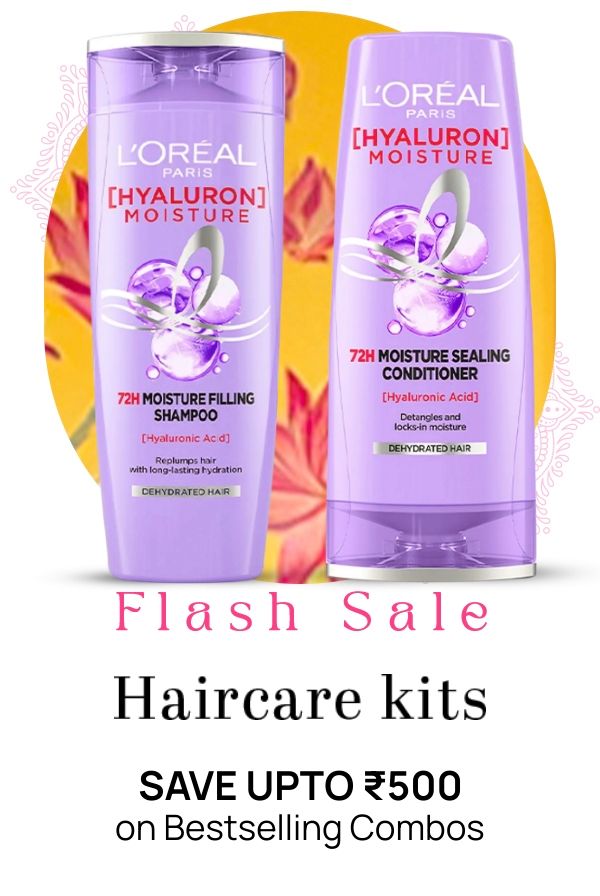 L'ORÉAL
PARIS
[HYALURON]
MOISTURE
72H MOISTURE FILLING
SHAMPOO
[Hyaluronic Acid]
Replumps hair
with long-lasting hydration
DEHYDRATED HAIR
L'ORÉAL
PARIS
[HYALURON]
MOISTURE
72H MOISTURE SEALING
CONDITIONER
[Hyaluronic Acid]
Detangles and
locks-in moisture
DEHYDRATED HAIR
Flash Sale
Haircare kits
SAVE UPTO ₹500
on Bestselling Combos